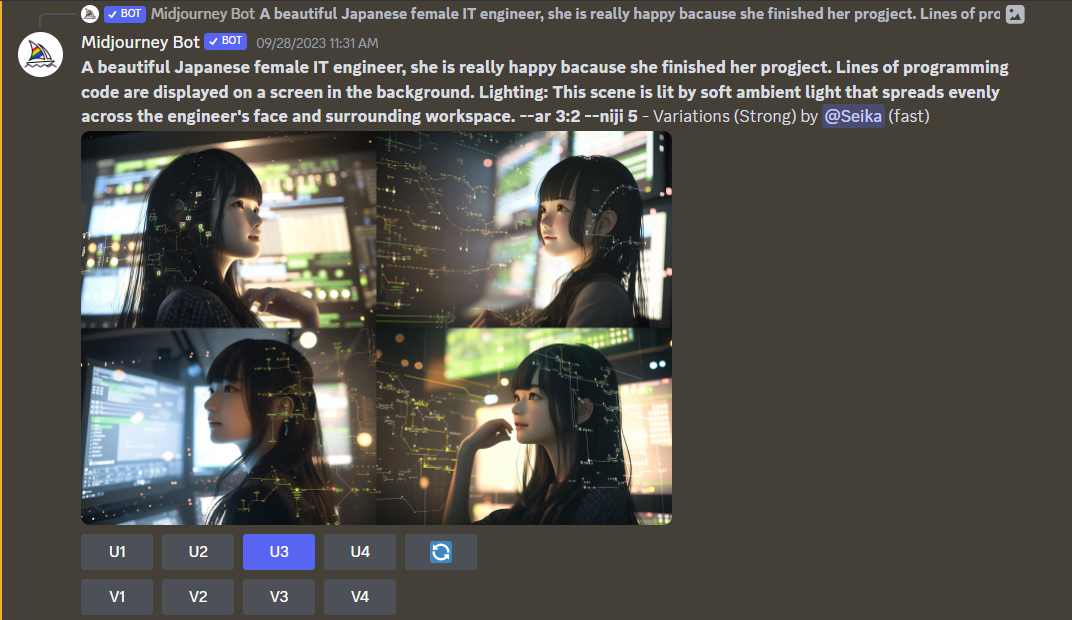 ✓ BOT Midjourney Bot A beautiful Japanese female IT engineer, she is really happy bacause she finished her progject. Lines of pro
Midjourney Bot ✓ BOT 09/28/2023 11:31 AM
A beautiful Japanese female IT engineer, she is really happy bacause she finished her progject. Lines of programming
code are displayed on a screen in the background. Lighting: This scene is lit by soft ambient light that spreads evenly
across the engineer's face and surrounding workspace. --ar 3:2 --niji 5 - Variations (Strong) by @Seika (fast)
U1 U2 U3 U4
V1 V2 V3 V4